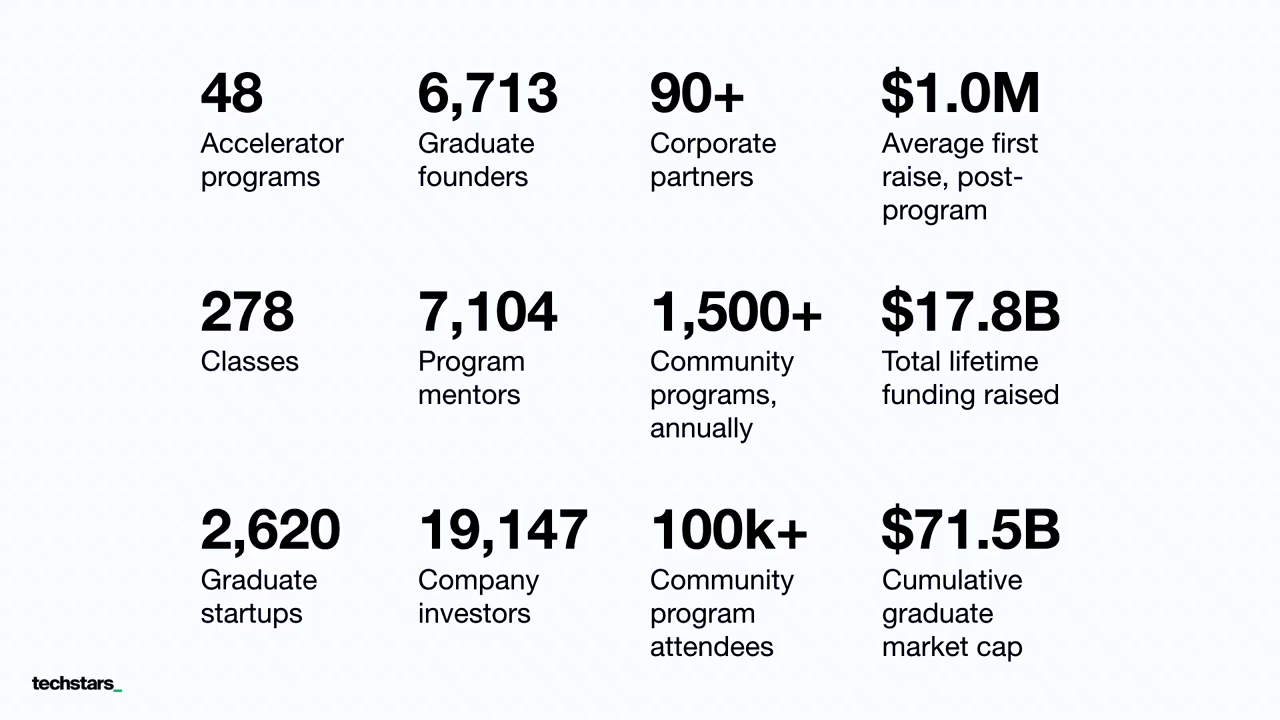 48
Accelerator
programs
6,713
Graduate
founders
90+
Corporate
partners
$1.0M
Average first
raise, post-
program
278
Classes
7,104
Program
mentors
1,500+
Community
programs,
annually
$17.8B
Total lifetime
funding raised
2,620
Graduate
startups
19,147
Company
investors
100k+
Community
program
attendees
$71.5B
Cumulative
graduate
market cap
techstars_